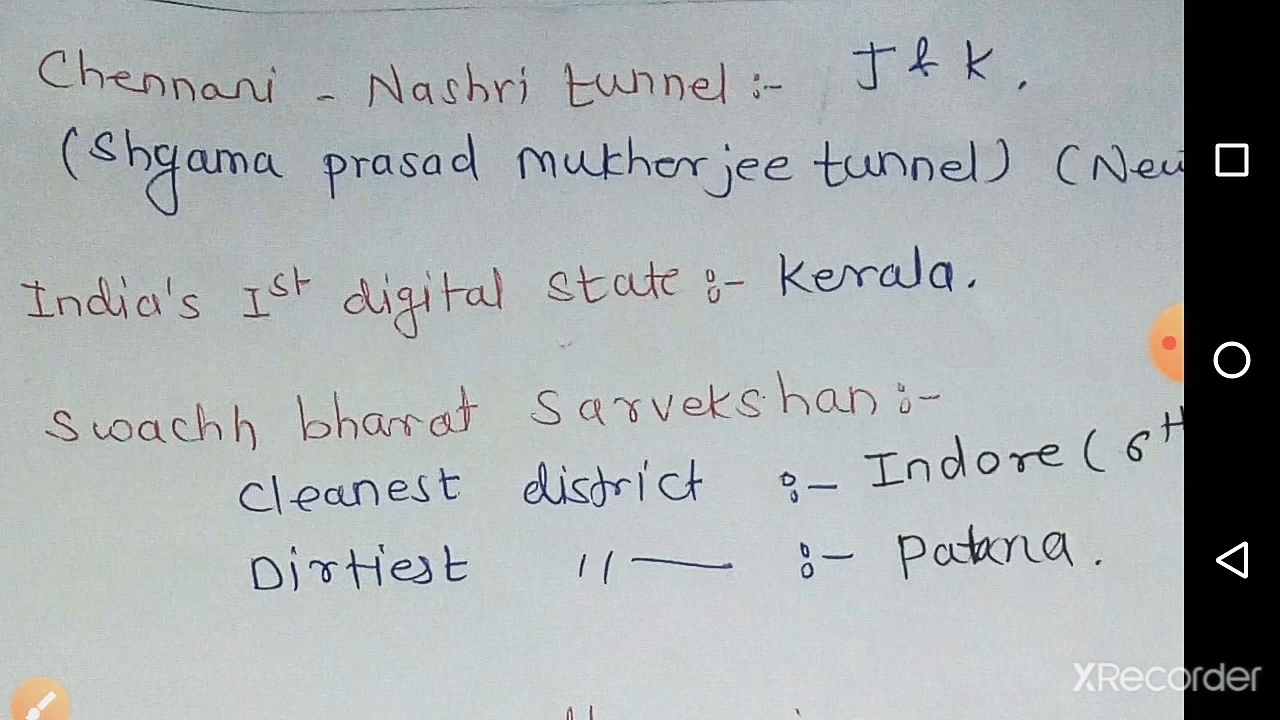 Chennani - Nashri tunnel :- J & K.
(Shyama prasad mukherjee tunnel) (New
India's Ist digital state :- Kerala.
Swachh bharat Sarvekshan :-
Cleanest district :- Indore (6th
Dirtiest 〃 — :- Patna.
XRecorder